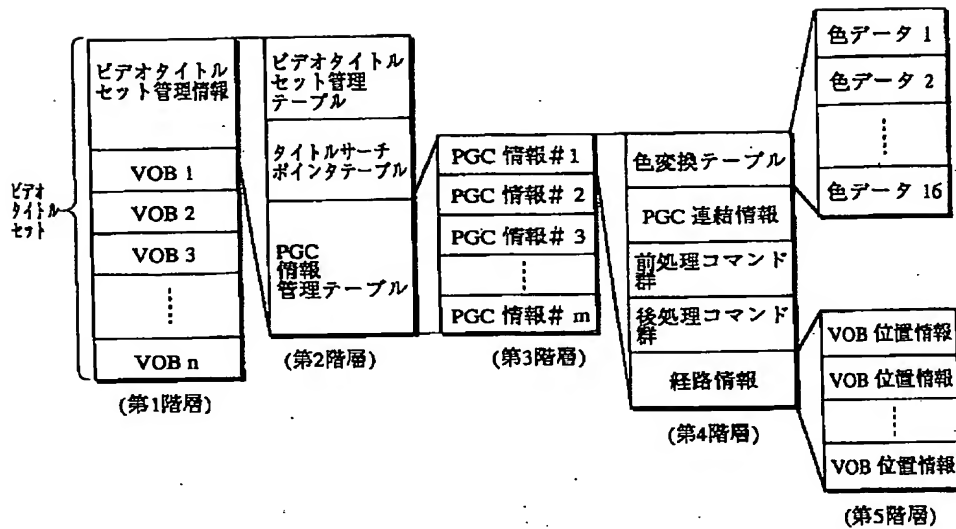 ビデオ
タイトル
セット
ビデオタイトル
セット管理情報
VOB 1
VOB 2
VOB 3
VOB n
(第1階層)
ビデオタイトル
セット管理
テーブル
タイトルサーチ
ポインタテーブル
PGC
情報
管理テーブル
(第2階層)
PGC 情報# 1
PGC 情報# 2
PGC 情報# 3
PGC 情報# m
(第3階層)
色変換テーブル
PGC 連結情報
前処理コマンド
群
後処理コマンド
群
経路情報
(第4階層)
色データ 1
色データ 2
色データ 16
VOB 位置情報
VOB 位置情報
VOB 位置情報
(第5階層)